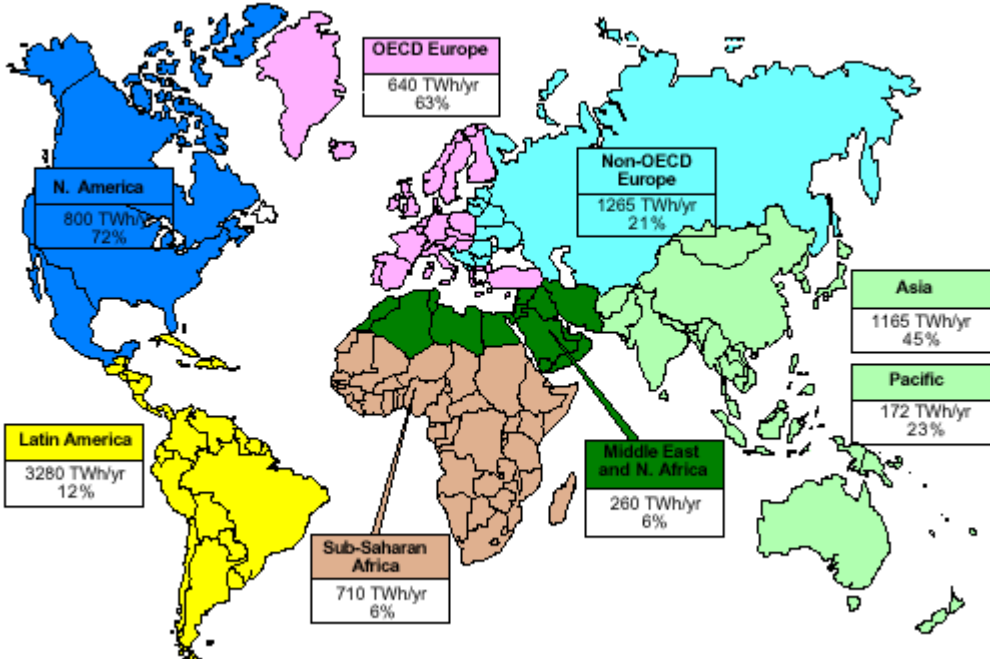 OECD Europe
640 TWh/yr
63%
N. America
800 TWh/yr
72%
Non-OECD
Europe
1265 TWh/yr
21%
Asia
1165 TWh/yr
45%
Pacific
172 TWh/yr
23%
Latin America
3280 TWh/yr
12%
Middle East
and N. Africa
260 TWh/yr
6%
Sub-Saharan
Africa
710 TWh/yr
6%